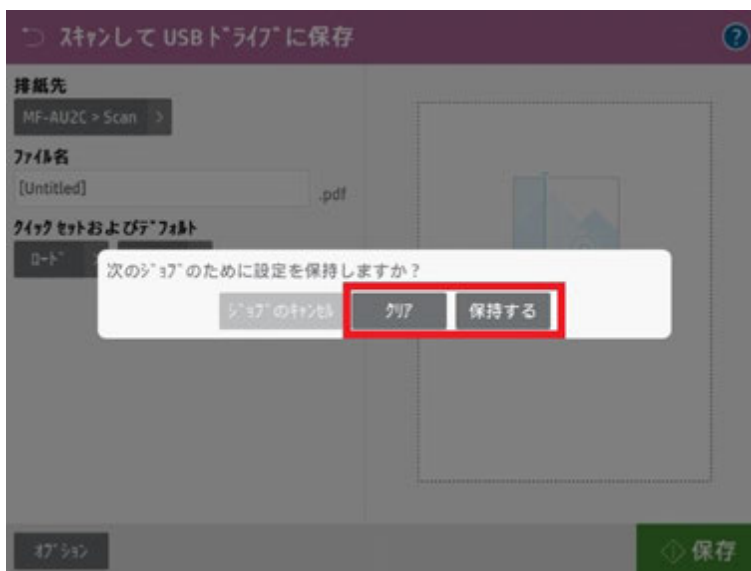 スキャンして USBドライブに保存
?
排紙先
MF-AU2C > Scan >
ファイル名
[Untitled]
.pdf
クイックセットおよびデフォルト
ロード
次のジョブのために設定を保持しますか?
ジョブのキャンセル クリア 保持する
オプション
保存